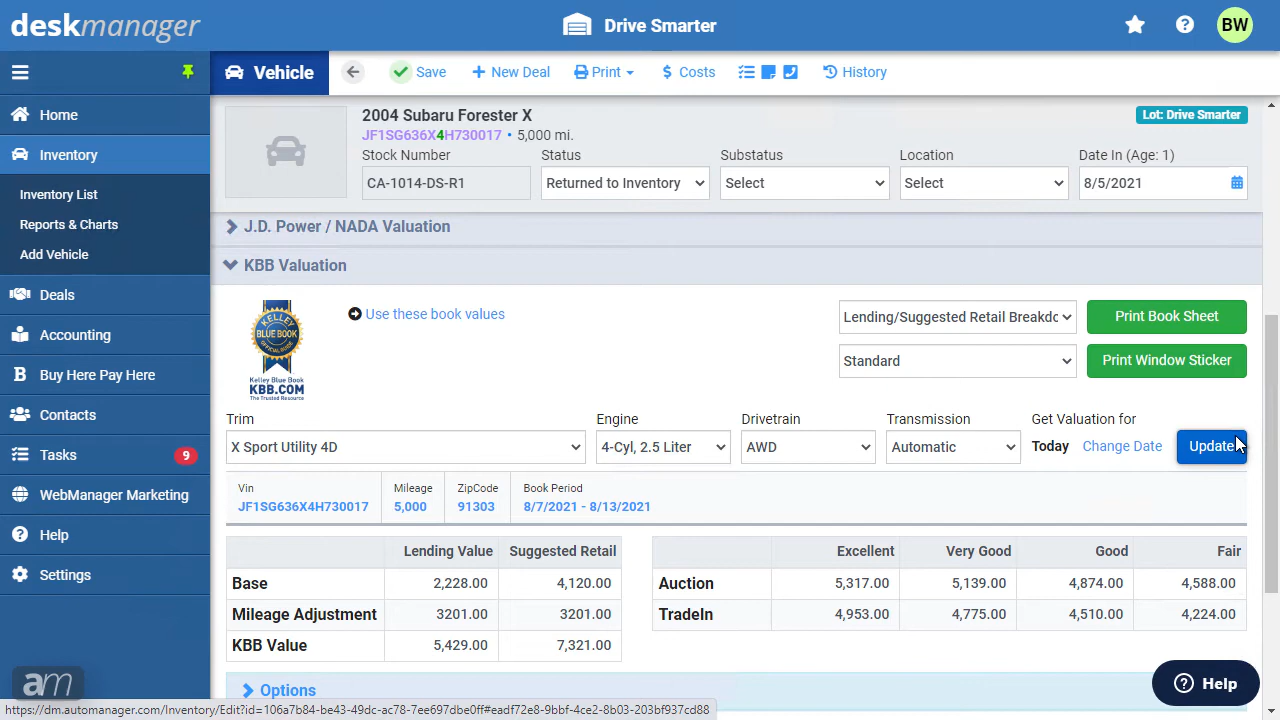 deskmanager
Drive Smarter
BW
Vehicle
Save
New Deal
Print
$ Costs
History
Home
Inventory
Inventory List
Reports & Charts
Add Vehicle
Deals
Accounting
Buy Here Pay Here
Contacts
Tasks 9
WebManager Marketing
Help
Settings
am
2004 Subaru Forester X
Lot: Drive Smarter
JF1SG636X4H730017 • 5,000 mi.
Stock Number Status Substatus Location Date In (Age: 1)
CA-1014-DS-R1 Returned to Inventory Select Select 8/5/2021
J.D. Power / NADA Valuation
KBB Valuation
KELLEY
BLUE BOOK
OFFICIAL GUIDE
Kelley Blue Book
KBB.COM
The Trusted Resource
Use these book values
Lending/Suggested Retail Breakdo
Print Book Sheet
Standard
Print Window Sticker
Trim Engine Drivetrain Transmission Get Valuation for
X Sport Utility 4D 4-Cyl, 2.5 Liter AWD Automatic Today Change Date Update
Vin Mileage ZipCode Book Period
JF1SG636X4H730017 5,000 91303 8/7/2021 - 8/13/2021
Lending Value Suggested Retail
Base 2,228.00 4,120.00
Mileage Adjustment 3201.00 3201.00
KBB Value 5,429.00 7,321.00
Excellent Very Good Good Fair
Auction 5,317.00 5,139.00 4,874.00 4,588.00
TradeIn 4,953.00 4,775.00 4,510.00 4,224.00
Options
Help
https://dm.automanager.com/Inventory/Edit?id=106a7b84-be43-49dc-ac78-7ee697dbe0ff#eadf72e8-9bbf-4ce2-8b03-203bf937cd88